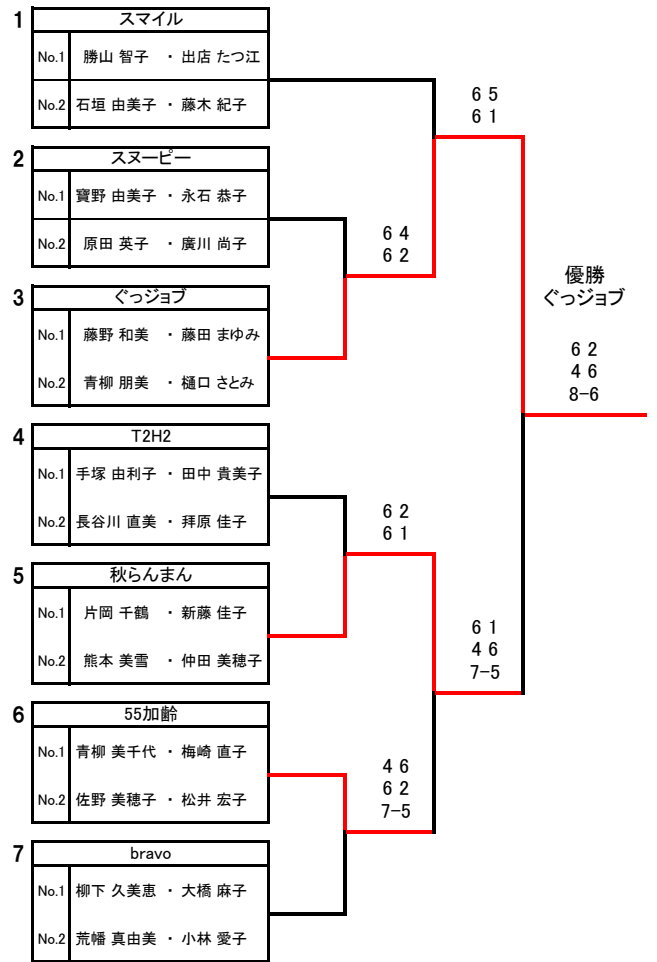 1 スマイル
No.1 勝山 智子 ・ 出店 たつ江
No.2 石垣 由美子 ・ 藤木 紀子
2 スヌーピー
No.1 寶野 由美子 ・ 永石 恭子
No.2 原田 英子 ・ 廣川 尚子
3 ぐっジョブ
No.1 藤野 和美 ・ 藤田 まゆみ
No.2 青柳 朋美 ・ 樋口 さとみ
4 T2H2
No.1 手塚 由利子 ・ 田中 貴美子
No.2 長谷川 直美 ・ 拜原 佳子
5 秋らんまん
No.1 片岡 千鶴 ・ 新藤 佳子
No.2 熊本 美雪 ・ 仲田 美穂子
6 55加齢
No.1 青柳 美千代 ・ 梅崎 直子
No.2 佐野 美穂子 ・ 松井 宏子
7 bravo
No.1 柳下 久美恵 ・ 大橋 麻子
No.2 荒幡 真由美 ・ 小林 愛子
6 4
6 2
6 2
6 1
4 6
6 2
7-5
6 5
6 1
6 1
4 6
7-5
優勝
ぐっジョブ
6 2
4 6
8-6